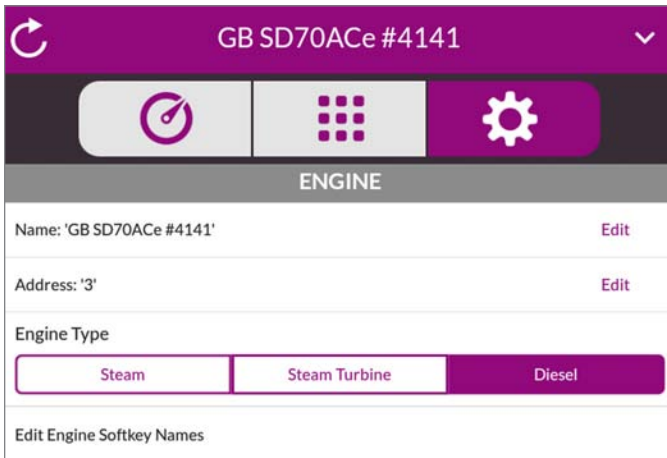 GB SD70ACe #4141
ENGINE
Name: 'GB SD70ACe #4141'
Edit
Address: '3'
Edit
Engine Type
Steam
Steam Turbine
Diesel
Edit Engine Softkey Names